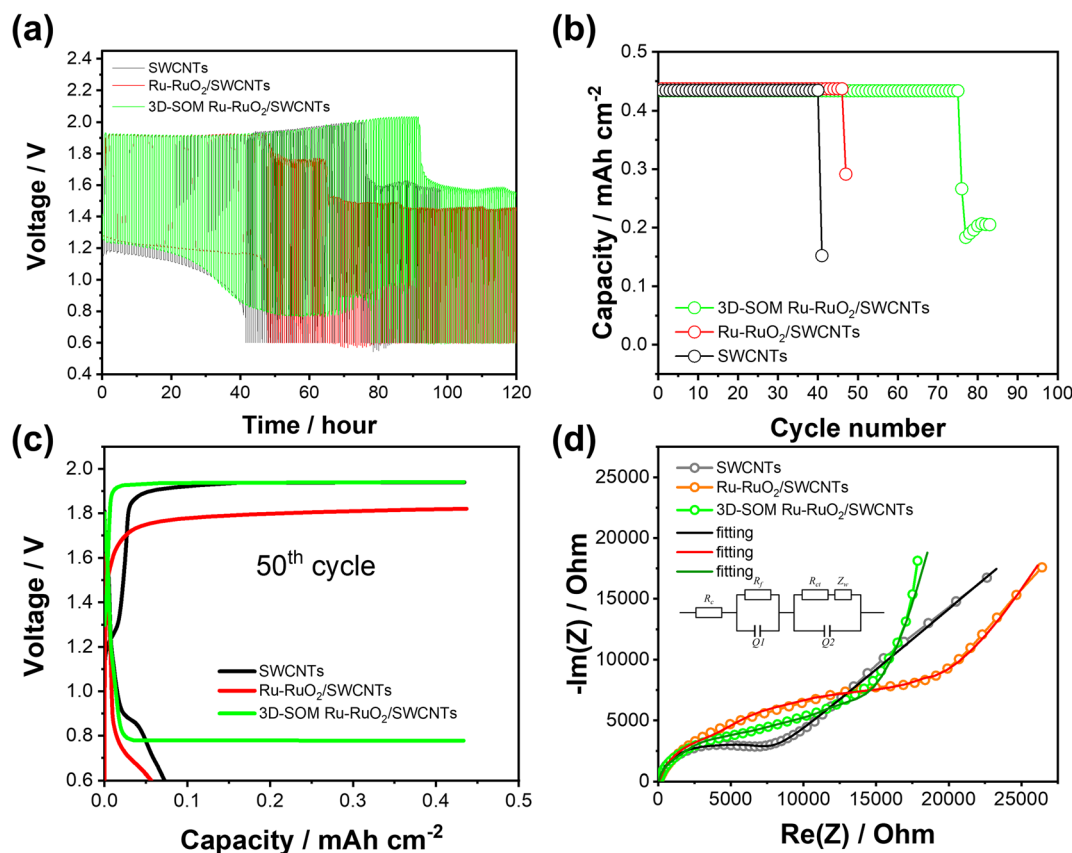 (a)
2.4
2.2
2.0
1.8
1.6
1.4
1.2
1.0
0.8
0.6
0.4
Voltage / V
SWCNTs
Ru-RuO2/SWCNTs
3D-SOM Ru-RuO2/SWCNTs
0 20 40 60 80 100 120
Time / hour
(b)
0.5
0.4
0.3
0.2
0.1
0.0
Capacity / mAh cm-2
3D-SOM Ru-RuO2/SWCNTs
Ru-RuO2/SWCNTs
SWCNTs
0 10 20 30 40 50 60 70 80 90 100
Cycle number
(c)
2.0
1.8
1.6
1.4
1.2
1.0
0.8
0.6
Voltage / V
50th cycle
SWCNTs
Ru-RuO2/SWCNTs
3D-SOM Ru-RuO2/SWCNTs
0.0 0.1 0.2 0.3 0.4 0.5
Capacity / mAh cm-2
(d)
25000
20000
15000
10000
5000
0
-Im(Z) / Ohm
SWCNTs
Ru-RuO2/SWCNTs
3D-SOM Ru-RuO2/SWCNTs
fitting
fitting
fitting
Rc
Rf
Q1
Rct
Zw
Q2
0 5000 10000 15000 20000 25000
Re(Z) / Ohm